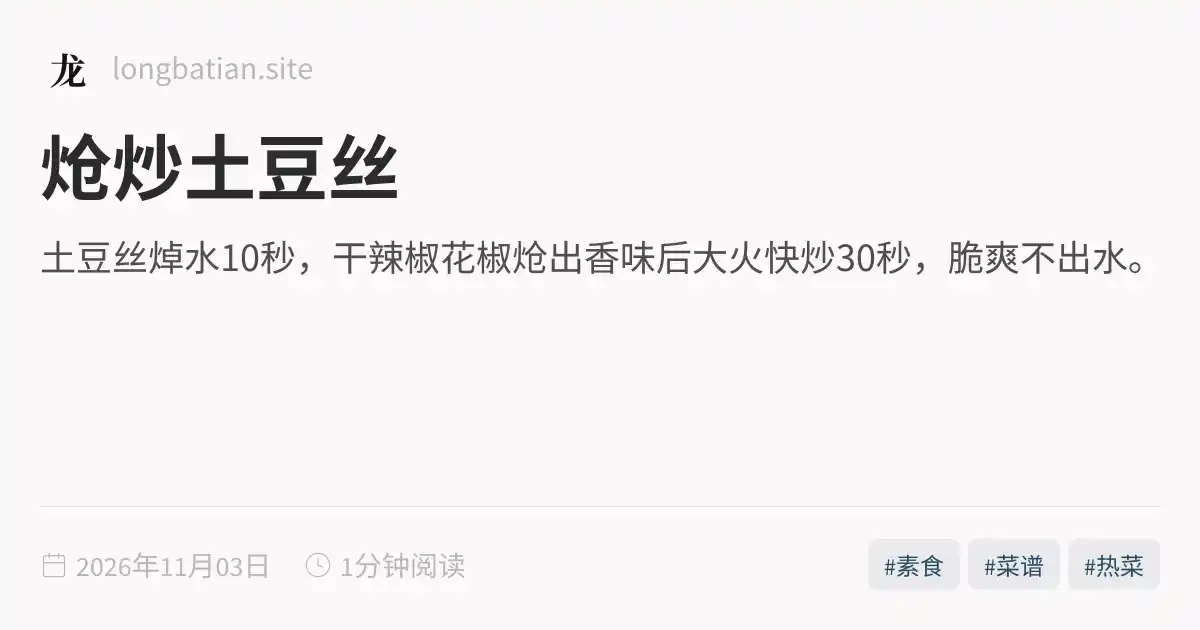 龙 longbatian.site
炝炒土豆丝
土豆丝焯水10秒，干辣椒花椒炝出香味后大火快炒30秒，脆爽不出水。
2026年11月03日 1分钟阅读 #素食 #菜谱 #热菜